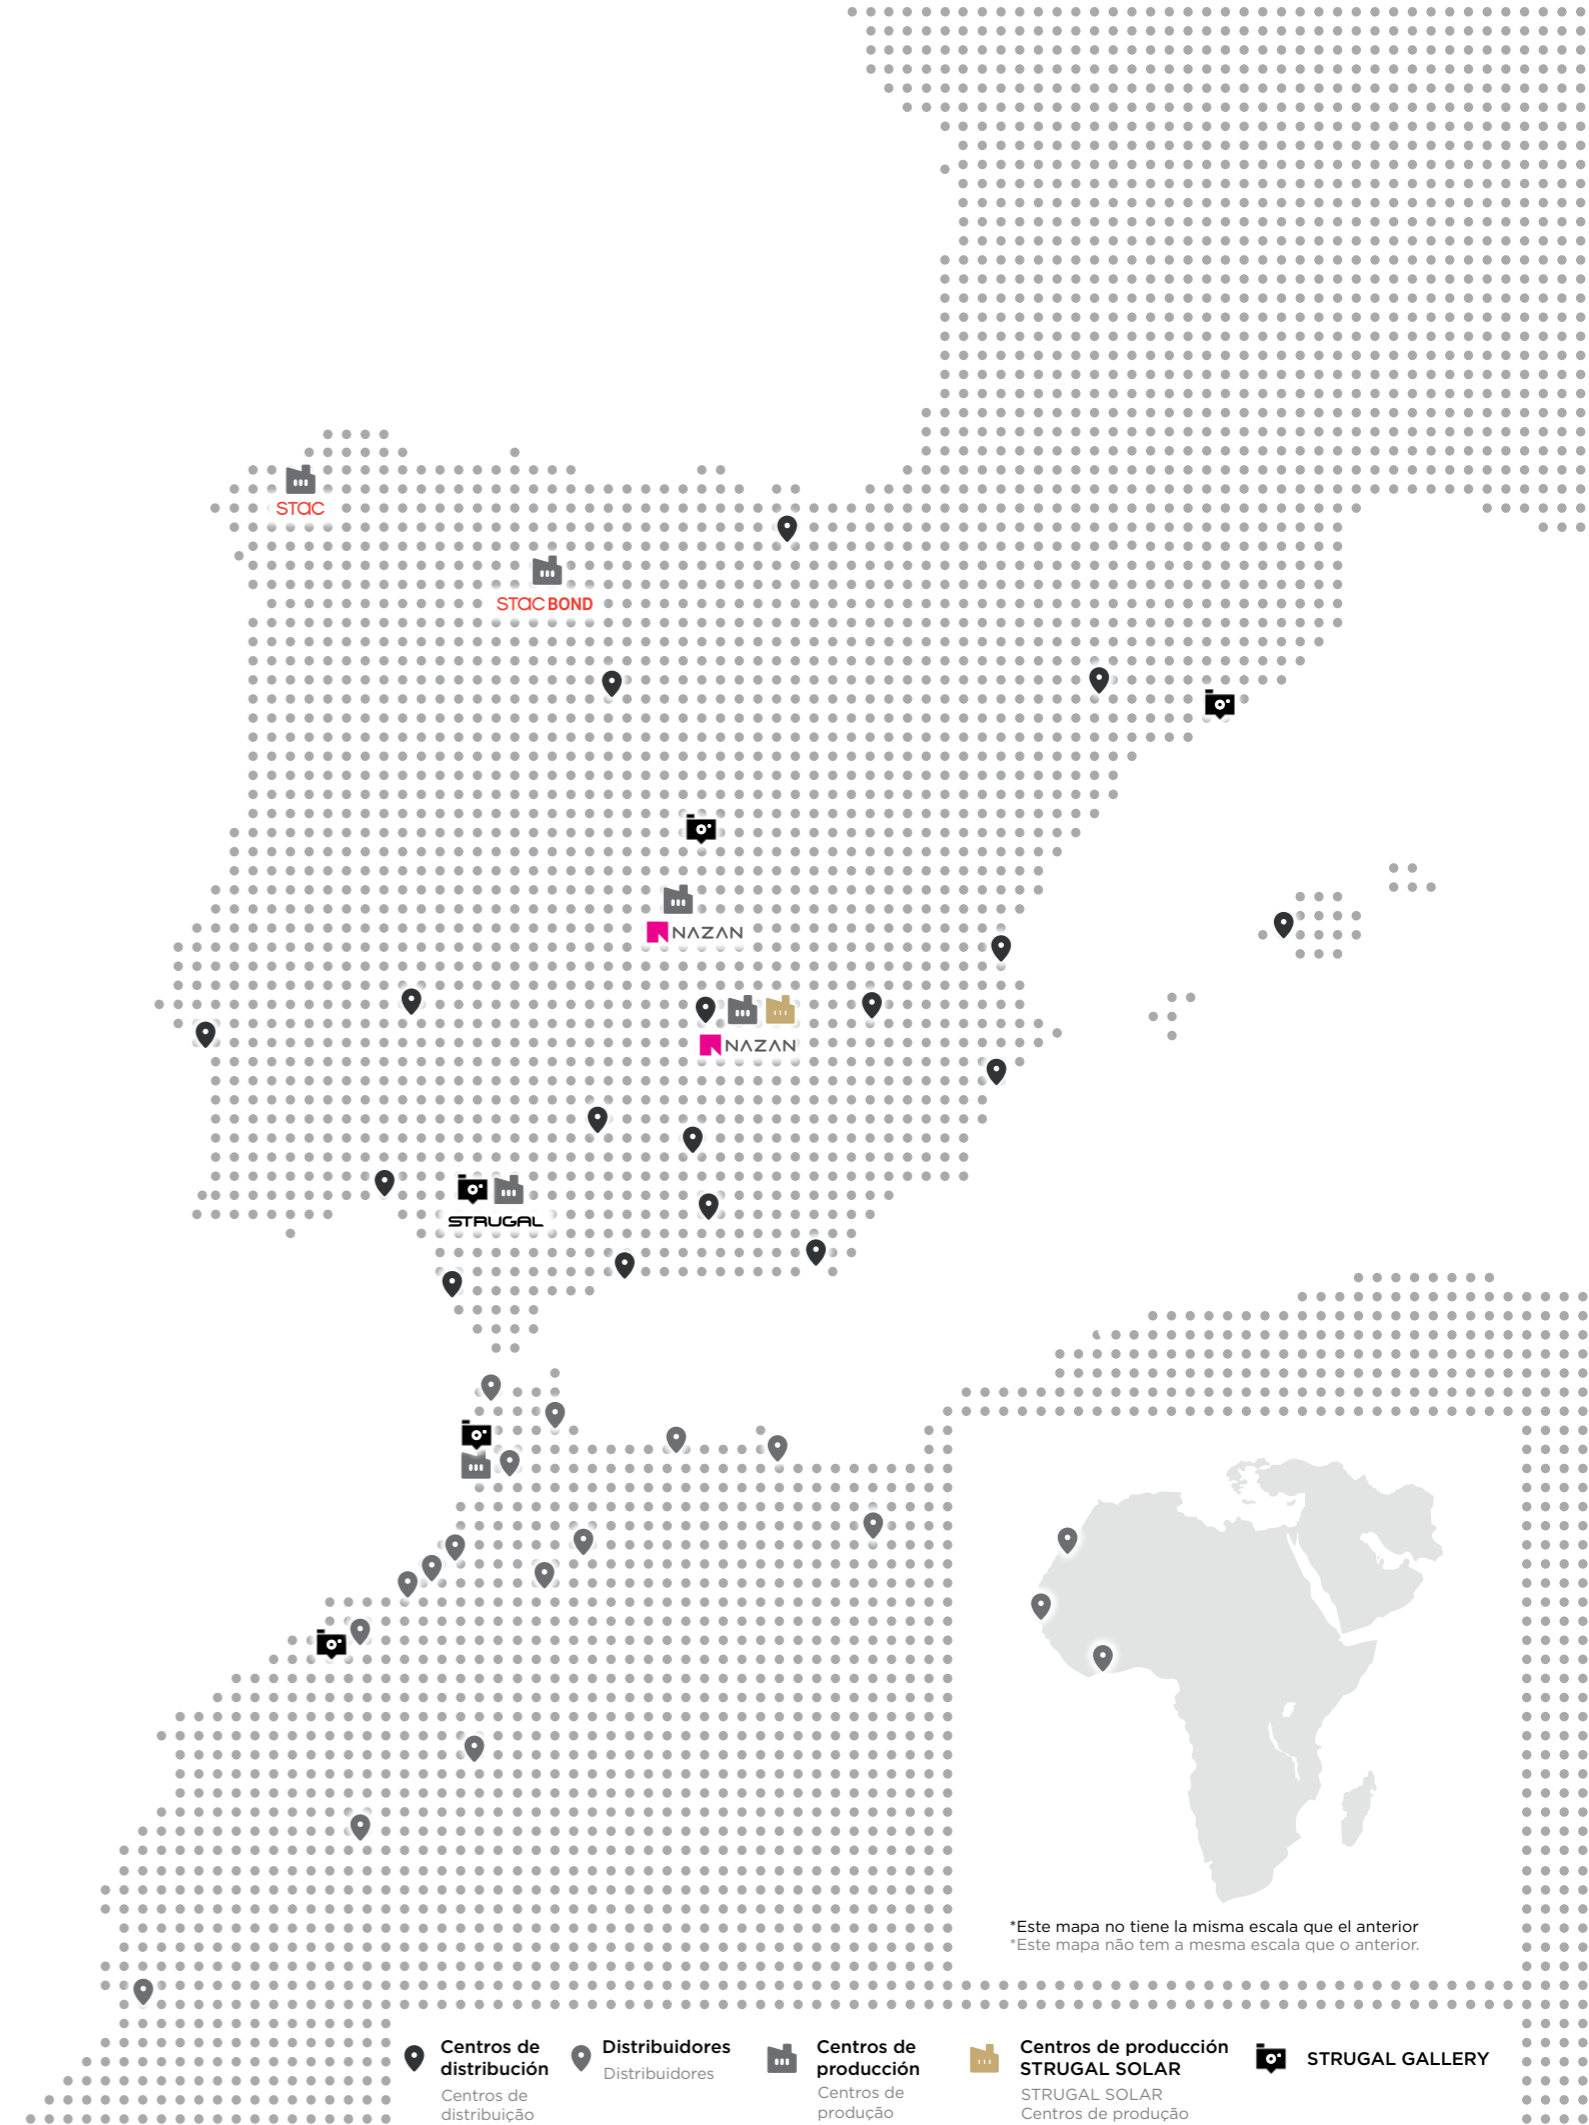 STAC
STACBOND
NAZAN
NAZAN
STRUGAL
*Este mapa no tiene la misma escala que el anterior
*Este mapa não tem a mesma escala que o anterior.
Centros de
distribución
Centros de
distribuição
Distribuidores
Distribuidores
Centros de
producción
Centros de
produção
Centros de producción
STRUGAL SOLAR
STRUGAL SOLAR
Centros de produção
STRUGAL GALLERY